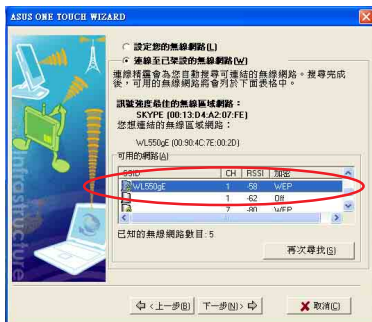 ASUS ONE TOUCH WIZARD
設定您的無線網路(L)
連線至已架設的無線網路(W)
連線精靈會為您自動搜尋可連結的無線網路。搜尋完成
後，可用的無線網路將會列於下面表格中。
訊號強度最佳的無線區域網路：
SKYPE (00:13:D4:A2:07:FE)
您想連結的無線區域網路：
WL550gE (00:90:4C:7E:00:2D)
可用的網路(A)
SSID CH RSSI 加密
WL550gE 1 -58 WEP
1 -62 Off
7 -80 WEP
已知的無線網路數目: 5
再次尋找(S)
Infrastructure
<上一步(B) 下一步(N)> 取消(C)